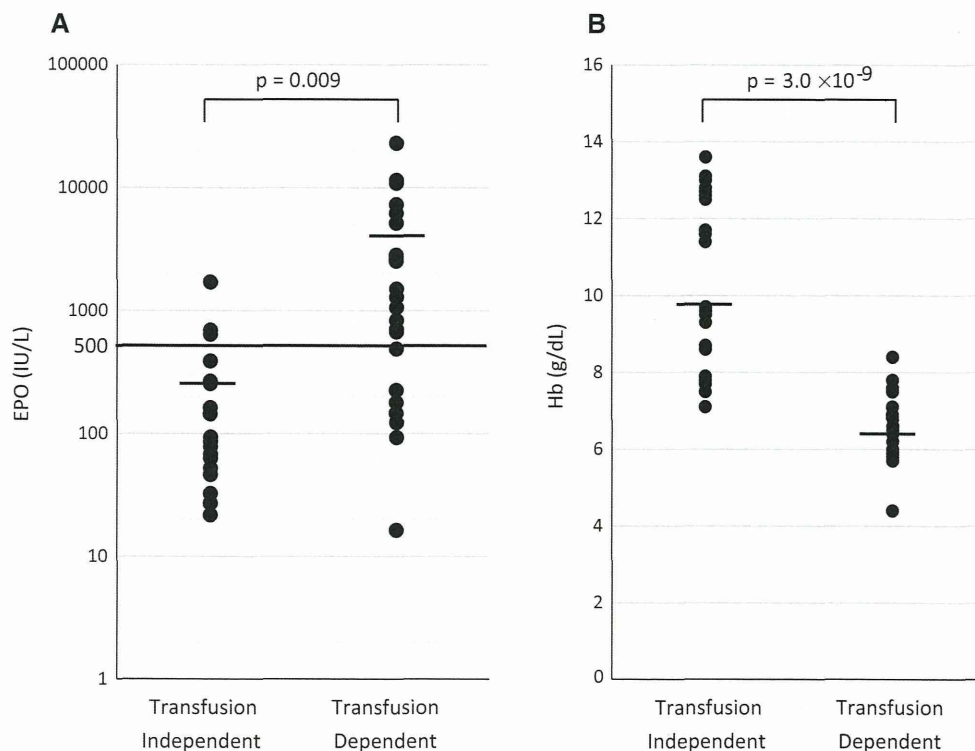 A
p = 0.009
EPO (IU/L)
100000
10000
1000
500
100
10
1
Transfusion
Independent
Transfusion
Dependent
B
p = 3.0 ×10-9
Hb (g/dL)
16
14
12
10
8
6
4
2
0
Transfusion
Independent
Transfusion
Dependent